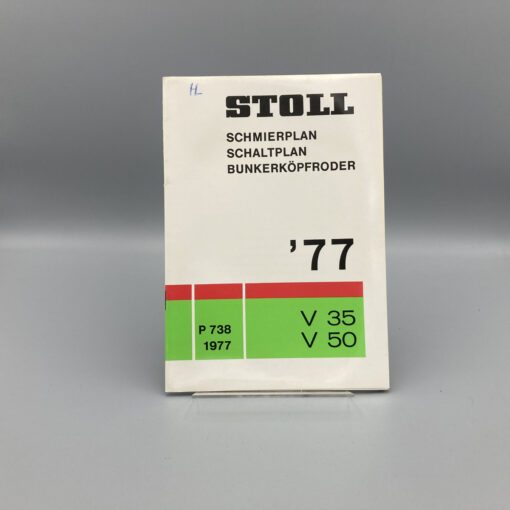 HL
STOLL
SCHMIERPLAN
SCHALTPLAN
BUNKERKÖPFRODER
’77
P 738
1977
V 35
V 50